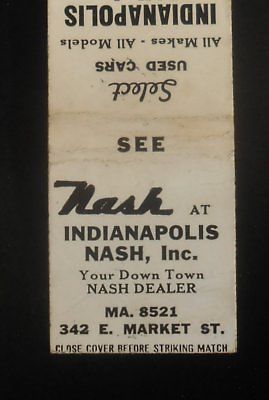 INDIANAPOLIS
All Makes - All Models
USED CARS
Select
SEE
Nash AT
INDIANAPOLIS
NASH, Inc.
Your Down Town
NASH DEALER
MA. 8521
342 E. MARKET ST.
CLOSE COVER BEFORE STRIKING MATCH